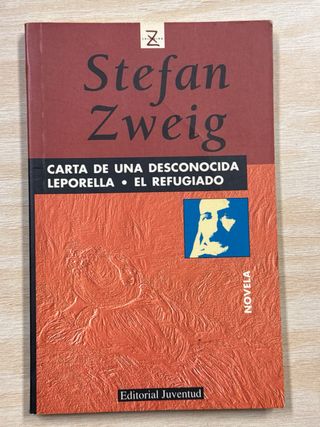 Z
Stefan
Zweig
CARTA DE UNA DESCONOCIDA
LEPORELLA • EL REFUGIADO
NOVELA
Editorial Juventud